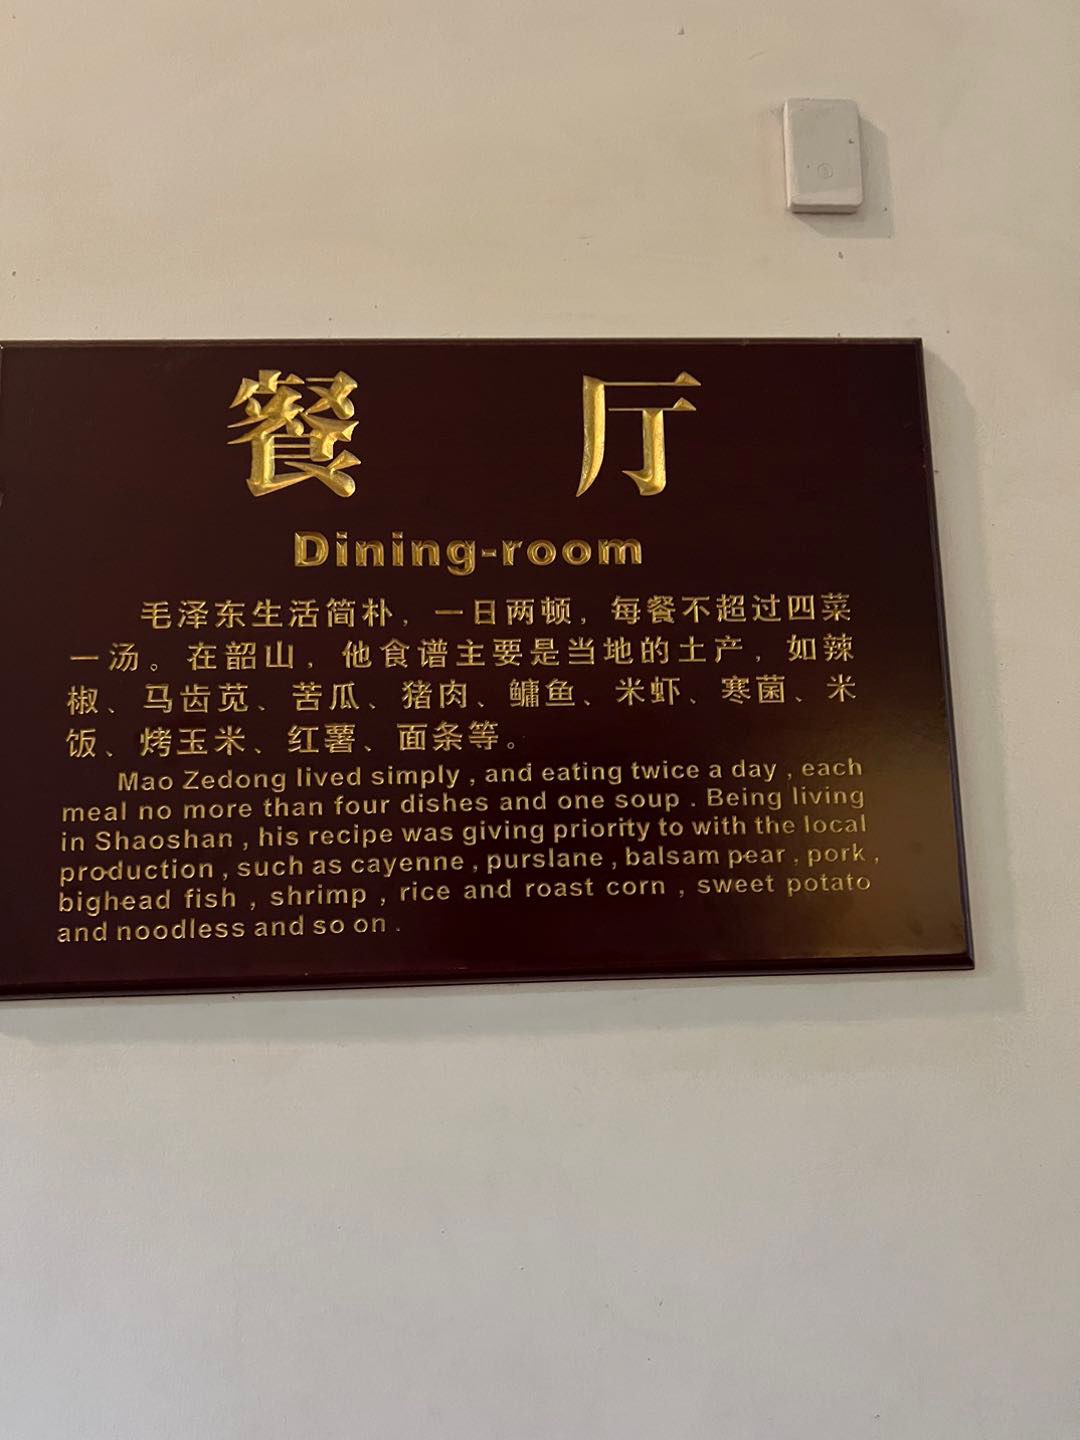 餐 厅
Dining-room
毛泽东生活简朴，一日两顿，每餐不超过四菜
一汤。在韶山，他食谱主要是当地的土产，如辣
椒、马齿苋、苦瓜、猪肉、鳙鱼、米虾、寒菌、米
饭、烤玉米、红薯、面条等。
Mao Zedong lived simply , and eating twice a day , each
meal no more than four dishes and one soup . Being living
in Shaoshan , his recipe was giving priority to with the local
production , such as cayenne , purslane , balsam pear , pork ,
bighead fish , shrimp , rice and roast corn , sweet potato
and noodless and so on .